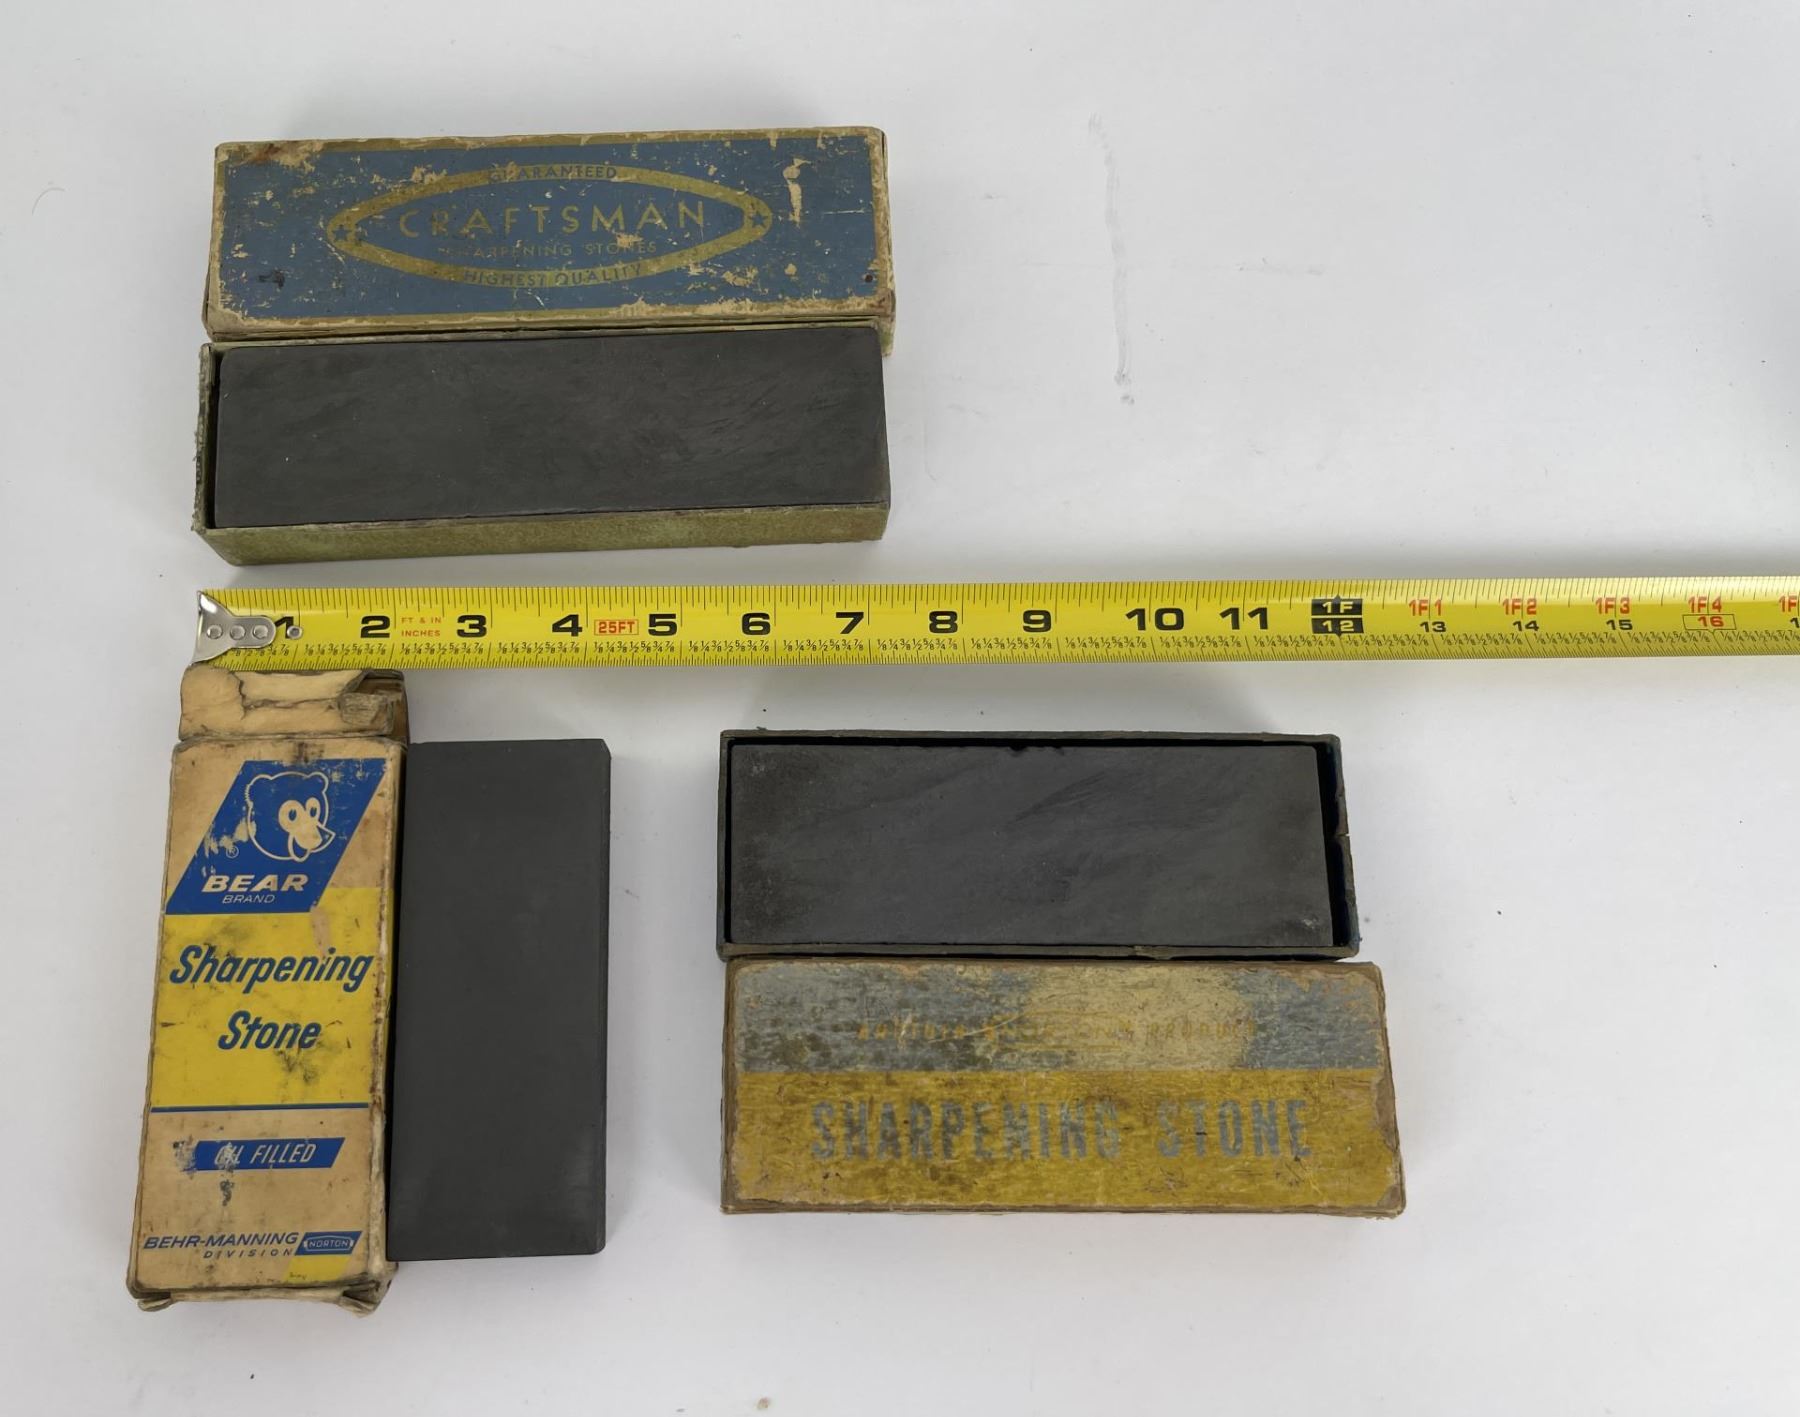 GUARANTEED
CRAFTSMAN
SHARPENING STONES
HIGHEST QUALITY
1 2 FT & IN INCHES 3 4 25FT 5 6 7 8 9 10 11 1F 12 1F1 13 1F2 14 1F3 15 1F4 16
®
BEAR
BRAND
Sharpening
Stone
OIL FILLED
BEHR-MANNING
DIVISION
NORTON
PRODUCT
SHARPENING STONE